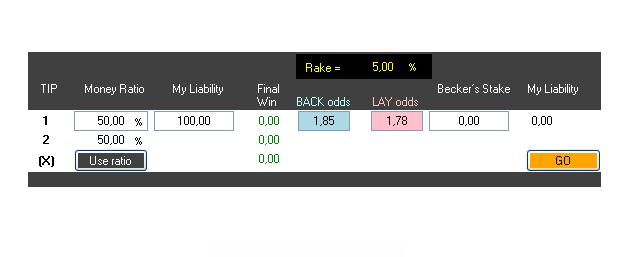 Rake = 5,00 %
TIP Money Ratio My Liability Final Win BACK odds LAY odds Becker's Stake My Liability
1 50,00 % 100,00 0,00 1,85 1,78 0,00 0,00
2 50,00 % 0,00
(X) Use ratio 0,00 GO